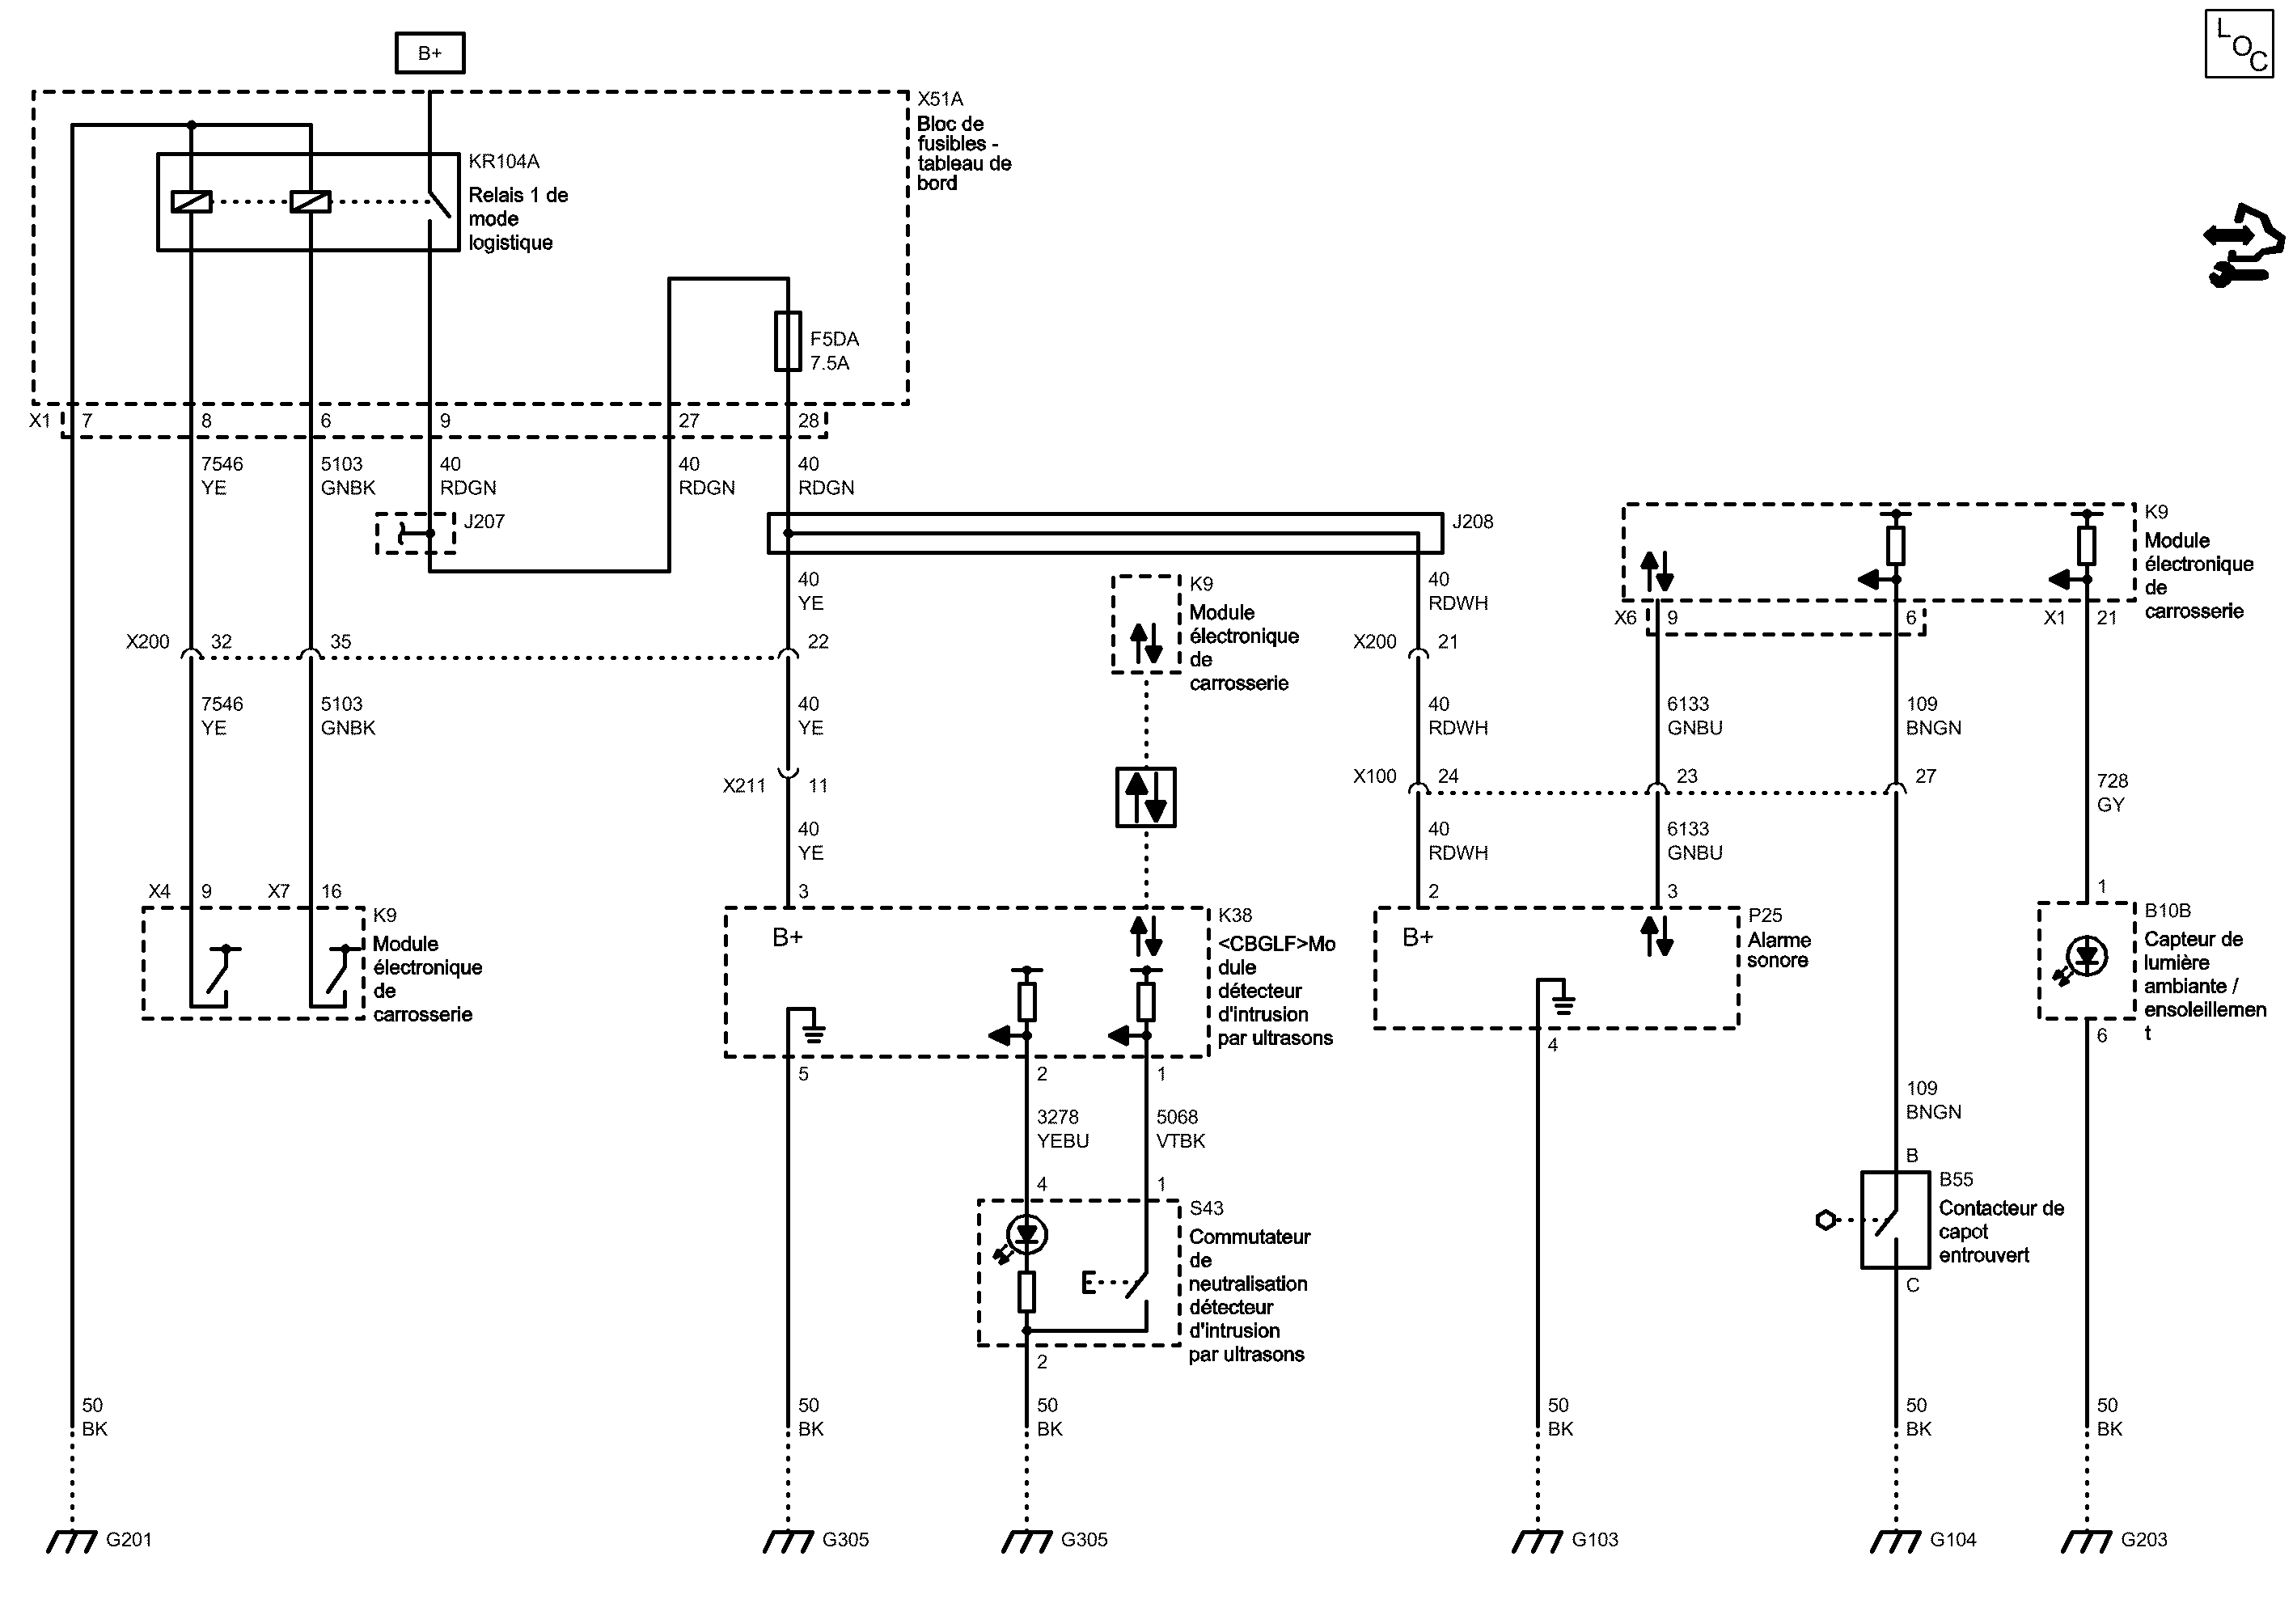 B+
LOC
X51A
Bloc de
fusibles -
tableau de
bord
KR104A
Relais 1 de
mode
logistique
F5DA
7.5A
X1 7 8 6 9 27 28
7546 5103 40 40 40
YE GNBK RDGN RDGN RDGN
J207
J208
K9
Module
électronique
de
carrosserie
X6 9 6 X1 21
40
YE
K9
Module
électronique
de
carrosserie
40
RDWH
X200 32 35 22 X200 21
7546 5103 40 40 6133 109
YE GNBK YE RDWH GNBU BNGN
X211 11
X100 24 23 27
728
GY
40 40 6133
YE RDWH GNBU
X4 9 X7 16 3 2 3 1
K9
Module
électronique
de
carrosserie
B+
K38
<CBGLF>Mo
dule
détecteur
d'intrusion
par ultrasons
B+
P25
Alarme
sonore
B10B
Capteur de
lumière
ambiante /
ensoleillemen
t
5 2 1 4 6
3278 5068
YEBU VTBK
109
BNGN
4 1
S43
Commutateur
de
neutralisation
détecteur
d'intrusion
par ultrasons
2
B
B55
Contacteur de
capot
entrouvert
C
50 50 50 50 50 50
BK BK BK BK BK BK
G201 G305 G305 G103 G104 G203